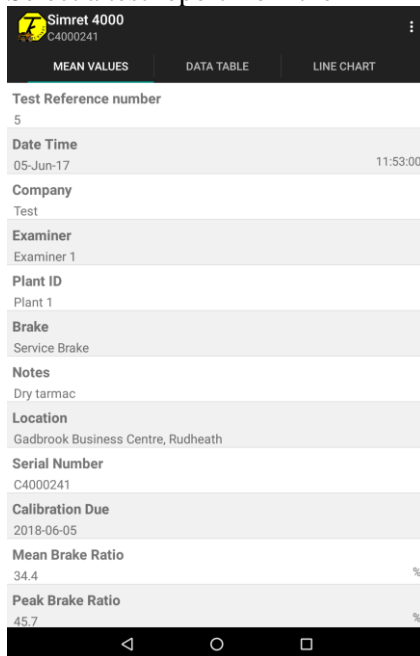 Simret 4000
C4000241
MEAN VALUES DATA TABLE LINE CHART
Test Reference number
5
Date Time
05-Jun-17 11:53:00
Company
Test
Examiner
Examiner 1
Plant ID
Plant 1
Brake
Service Brake
Notes
Dry tarmac
Location
Gadbrook Business Centre, Rudheath
Serial Number
C4000241
Calibration Due
2018-06-05
Mean Brake Ratio
34.4 %
Peak Brake Ratio
45.7 %